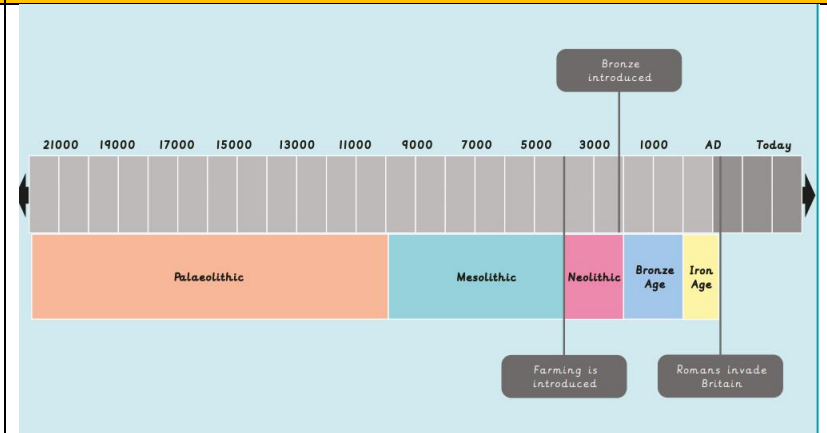 Bronze
introduced
21000 19000 17000 15000 13000 11000 9000 7000 5000 3000 1000 AD Today
Palaeolithic
Mesolithic
Neolithic
Bronze
Age
Iron
Age
Farming is
introduced
Romans invade
Britain